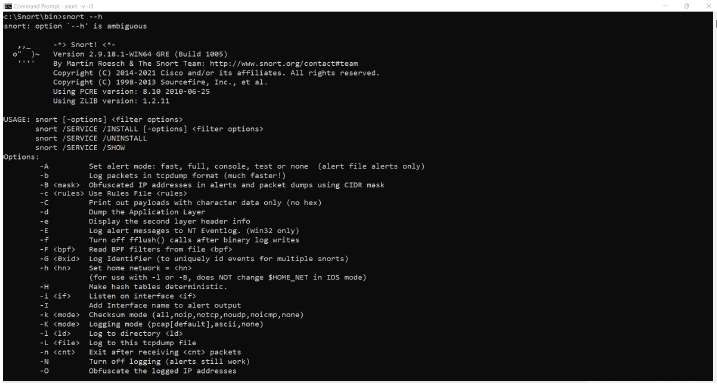 Command Prompt - snort -v -i3
c:\Snort\bin>snort --h
snort: option `--h' is ambiguous
,,_ -*> Snort! <*-
o" )~ Version 2.9.18.1-WIN64 GRE (Build 1005)
'''' By Martin Roesch & The Snort Team: http://www.snort.org/contact#team
Copyright (C) 2014-2021 Cisco and/or its affiliates. All rights reserved.
Copyright (C) 1998-2013 Sourcefire, Inc., et al.
Using PCRE version: 8.10 2010-06-25
Using ZLIB version: 1.2.11
USAGE: snort [-options] <filter options>
snort /SERVICE /INSTALL [-options] <filter options>
snort /SERVICE /UNINSTALL
snort /SERVICE /SHOW
Options:
-A Set alert mode: fast, full, console, test or none (alert file alerts only)
-b Log packets in tcpdump format (much faster!)
-B <mask> Obfuscated IP addresses in alerts and packet dumps using CIDR mask
-c <rules> Use Rules File <rules>
-C Print out payloads with character data only (no hex)
-d Dump the Application Layer
-e Display the second layer header info
-E Log alert messages to NT Eventlog. (Win32 only)
-f Turn off fflush() calls after binary log writes
-F <bpf> Read BPF filters from file <bpf>
-G <0xid> Log Identifier (to uniquely id events for multiple snorts)
-h <hn> Set home network = <hn>
(for use with -l or -B, does NOT change $HOME_NET in IDS mode)
-H Make hash tables deterministic.
-i <if> Listen on interface <if>
-I Add Interface name to alert output
-k <mode> Checksum mode (all,noip,notcp,noudp,noicmp,none)
-K <mode> Logging mode (pcap[default],ascii,none)
-l <ld> Log to directory <ld>
-L <file> Log to this tcpdump file
-n <cnt> Exit after receiving <cnt> packets
-N Turn off logging (alerts still work)
-O Obfuscate the logged IP addresses